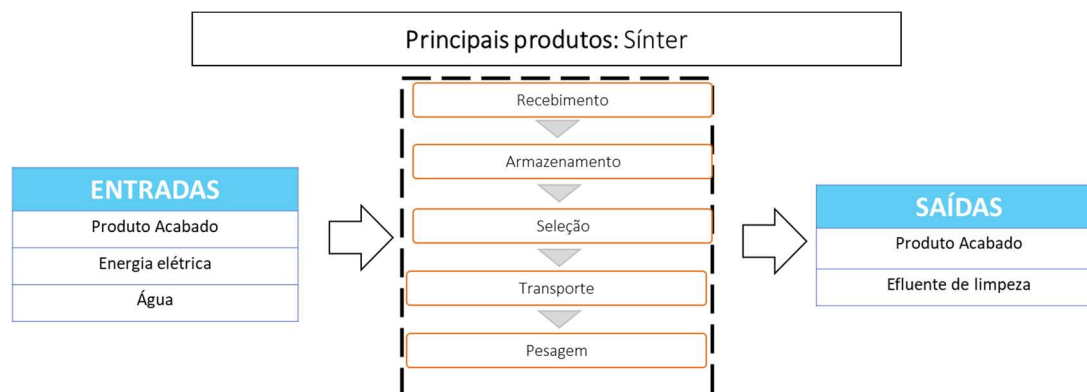 Principais produtos: Sínter
Recebimento
Armazenamento
Seleção
Transporte
Pesagem
ENTRADAS
Produto Acabado
Energia elétrica
Água
SAÍDAS
Produto Acabado
Efluente de limpeza